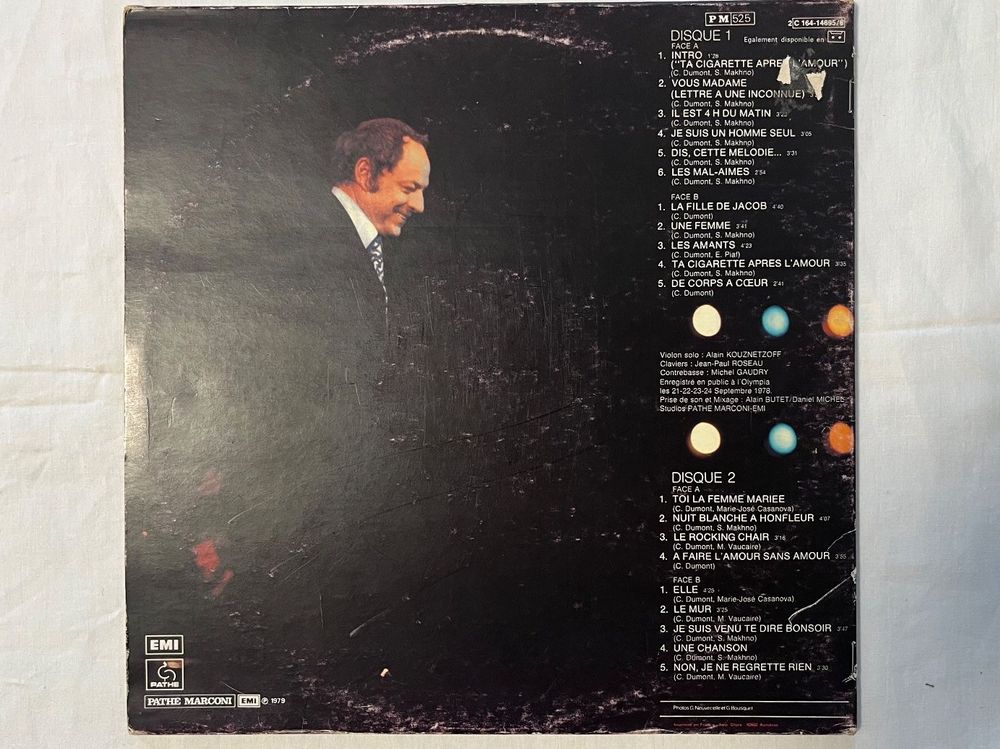 PM 525
2 C 164-14695/6
DISQUE 1 Egalement disponible en
FACE A
1. INTRO 1'28
("TA CIGARETTE APRES L'AMOUR")
(C. Dumont, S. Makhno)
2. VOUS MADAME
(LETTRE A UNE INCONNUE)
(C. Dumont, S. Makhno)
3. IL EST 4 H DU MATIN
(C. Dumont, S. Makhno)
4. JE SUIS UN HOMME SEUL 3'05
(C. Dumont, S. Makhno)
5. DIS, CETTE MELODIE... 3'31
(C. Dumont, S. Makhno)
6. LES MAL-AIMES 2'54
(C. Dumont, S. Makhno)
FACE B
1. LA FILLE DE JACOB 4'40
(C. Dumont)
2. UNE FEMME 3'41
(C. Dumont, S. Makhno)
3. LES AMANTS 4'23
(C. Dumont, E. Piaf)
4. TA CIGARETTE APRES L'AMOUR 3'35
(C. Dumont, S. Makhno)
5. DE CORPS A CŒUR 2'41
(C. Dumont)
Violon solo : Alain KOUZNETZOFF
Claviers : Jean-Paul ROSEAU
Contrebasse : Michel GAUDRY
Enregistré en public à l'Olympia
les 21-22-23-24 Septembre 1978
Prise de son et Mixage : Alain BUTET/Daniel MICHEL
Studios PATHE MARCONI-EMI
DISQUE 2
FACE A
1. TOI LA FEMME MARIEE
(C. Dumont, Marie-José Casanova)
2. NUIT BLANCHE A HONFLEUR 4'07
(C. Dumont, S. Makhno)
3. LE ROCKING CHAIR 3'16
(C. Dumont, M. Vaucaire)
4. A FAIRE L'AMOUR SANS AMOUR 3'55
(C. Dumont)
FACE B
1. ELLE 4'25
(C. Dumont, Marie-José Casanova)
2. LE MUR 3'25
(C. Dumont, M. Vaucaire)
3. JE SUIS VENU TE DIRE BONSOIR 3'47
(C. Dumont, S. Makhno)
4. UNE CHANSON
(C. Dumont, S. Makhno)
5. NON, JE NE REGRETTE RIEN 3'30
(C. Dumont, M. Vaucaire)
EMI
PATHE
PATHE MARCONI EMI ℗ 1979
Photos G. Neuvecelle et G. Bousquet